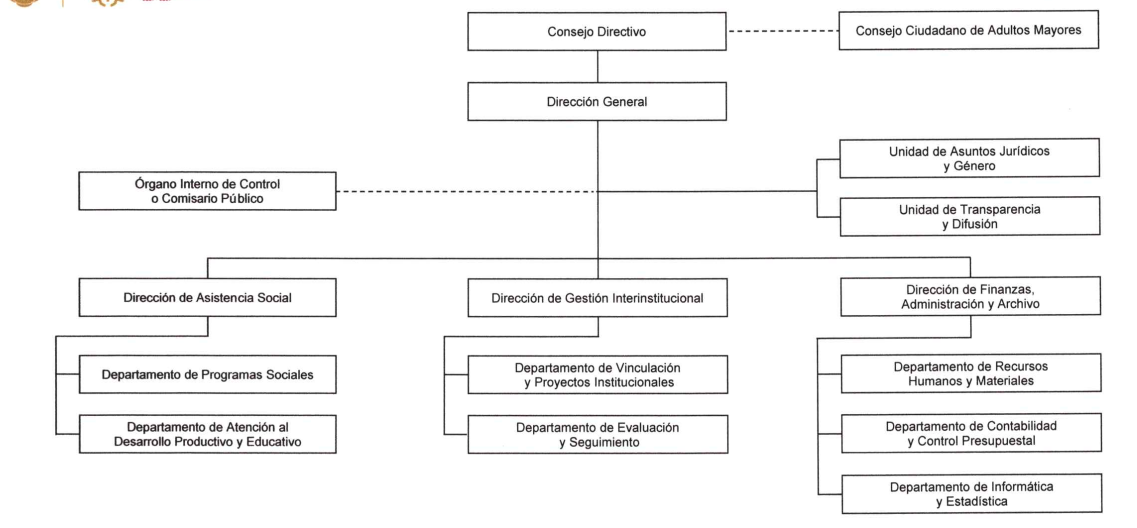 Consejo Directivo
Consejo Ciudadano de Adultos Mayores
Dirección General
Unidad de Asuntos Jurídicos
y Género
Órgano Interno de Control
o Comisario Público
Unidad de Transparencia
y Difusión
Dirección de Asistencia Social
Dirección de Gestión Interinstitucional
Dirección de Finanzas,
Administración y Archivo
Departamento de Programas Sociales
Departamento de Vinculación
y Proyectos Institucionales
Departamento de Recursos
Humanos y Materiales
Departamento de Atención al
Desarrollo Productivo y Educativo
Departamento de Evaluación
y Seguimiento
Departamento de Contabilidad
y Control Presupuestal
Departamento de Informática
y Estadística